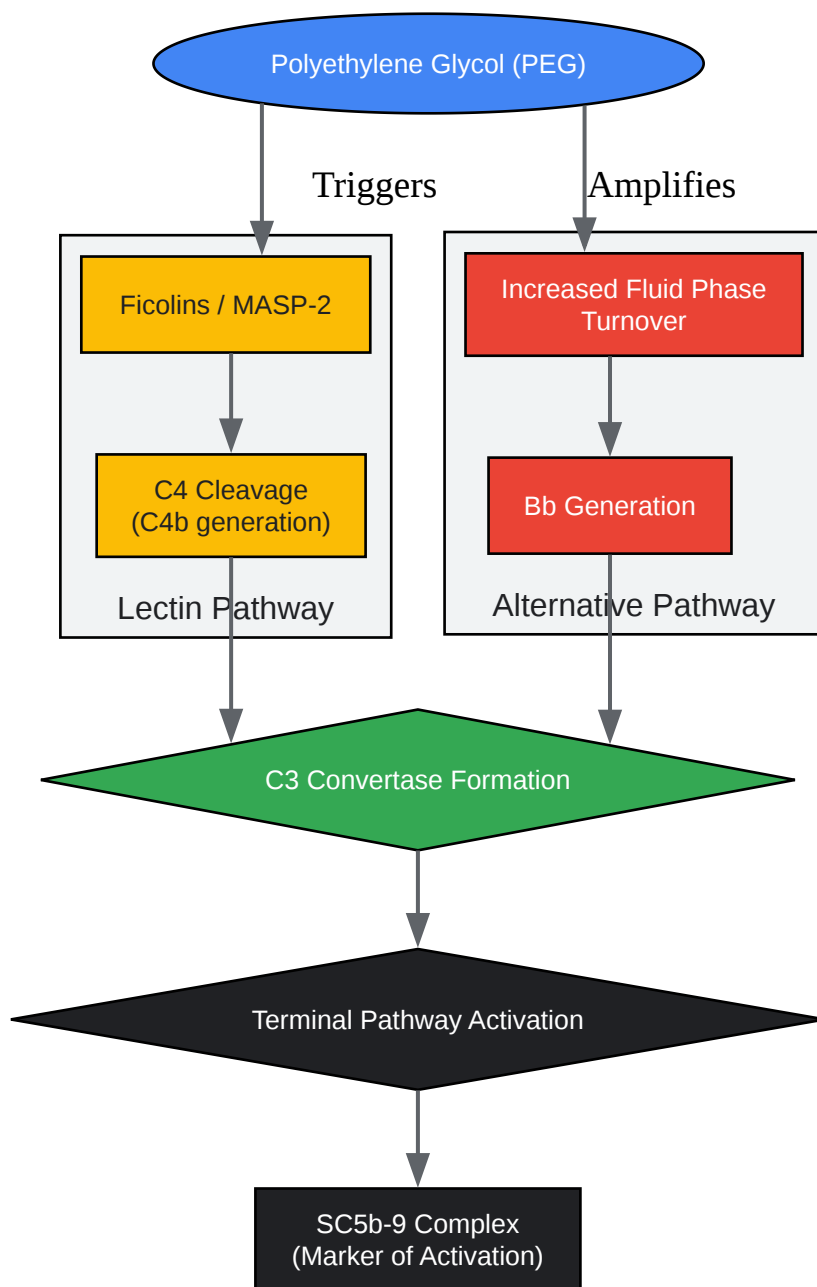 Polyethylene Glycol (PEG)
Triggers
Amplifies
Ficolins / MASP-2
Increased Fluid Phase
Turnover
C4 Cleavage
(C4b generation)
Bb Generation
Lectin Pathway
Alternative Pathway
C3 Convertase Formation
Terminal Pathway Activation
SC5b-9 Complex
(Marker of Activation)